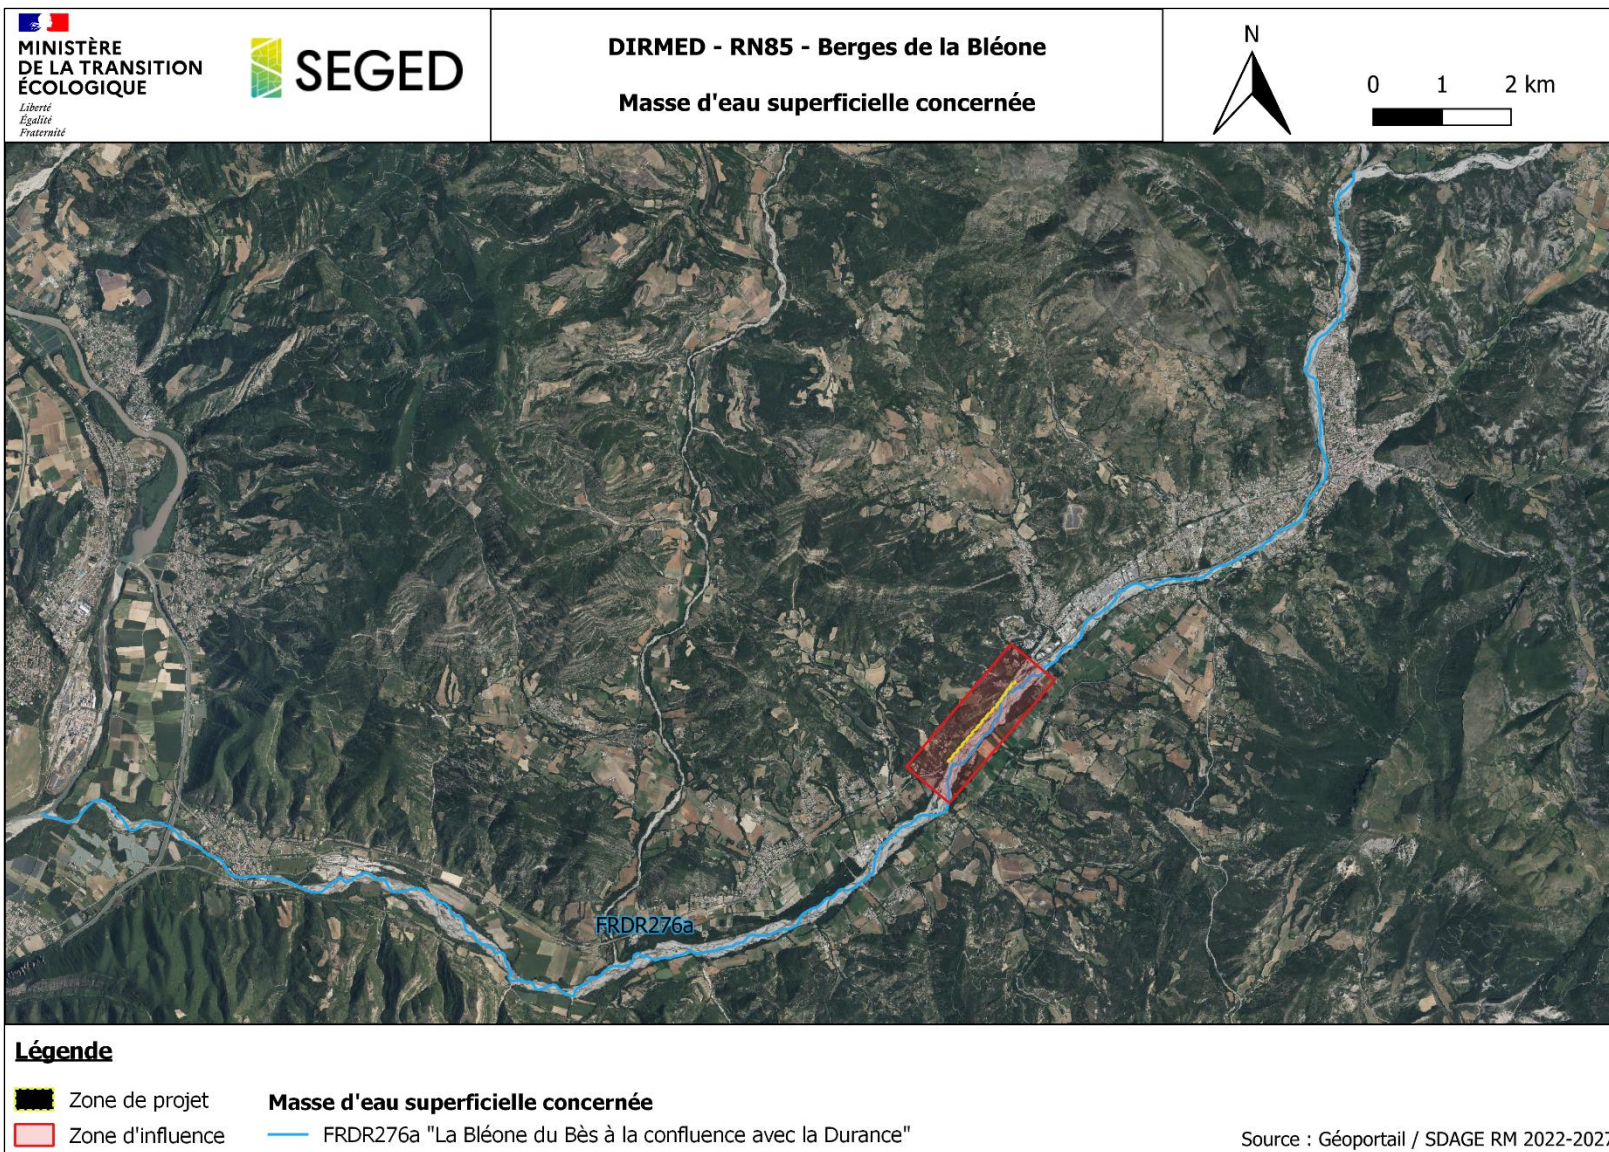 MINISTÈRE
DE LA TRANSITION
ÉCOLOGIQUE
Liberté
Égalité
Fraternité
SEGED
DIRMED - RN85 - Berges de la Bléone
Masse d'eau superficielle concernée
N
0 1 2 km
FRDR276a
Légende
Zone de projet
Zone d'influence
Masse d'eau superficielle concernée
FRDR276a "La Bléone du Bès à la confluence avec la Durance"
Source : Géoportail / SDAGE RM 2022-2027